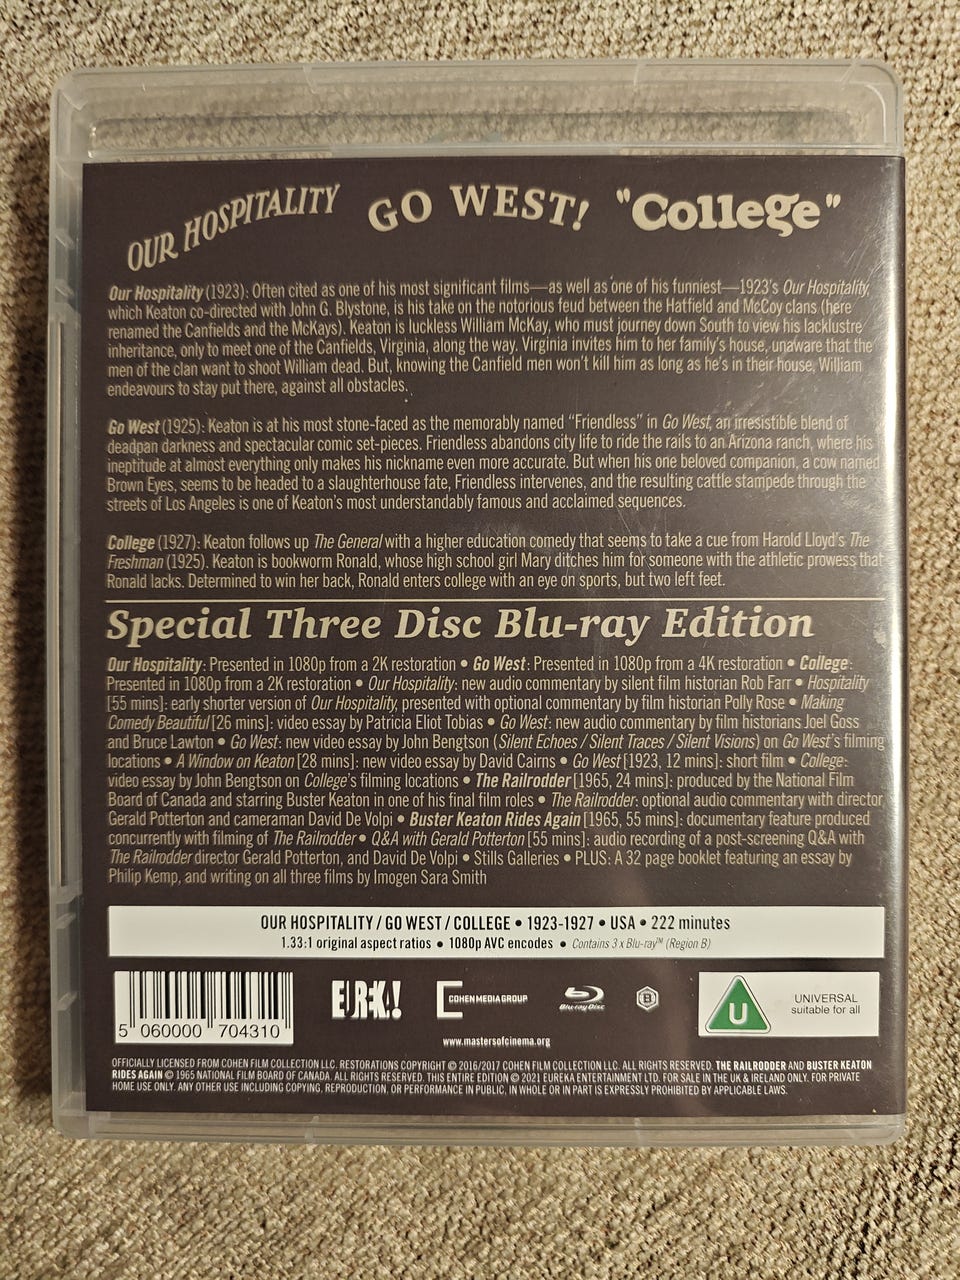 OUR HOSPITALITY GO WEST! "College"
Our Hospitality (1923): Often cited as one of his most significant films—as well as one of his funniest—1923's Our Hospitality,
which Keaton co-directed with John G. Blystone, is his take on the notorious feud between the Hatfield and McCoy clans (here
renamed the Canfields and the McKays). Keaton is luckless William McKay, who must journey down South to view his lacklustre
inheritance, only to meet one of the Canfields, Virginia, along the way. Virginia invites him to her family's house, unaware that the
men of the clan want to shoot William dead. But, knowing the Canfield men won't kill him as long as he's in their house, William
endeavours to stay put there, against all obstacles.
Go West (1925): Keaton is at his most stone-faced as the memorably named "Friendless" in Go West, an irresistible blend of
deadpan darkness and spectacular comic set-pieces. Friendless abandons city life to ride the rails to an Arizona ranch, where his
ineptitude at almost everything only makes his nickname even more accurate. But when his one beloved companion, a cow named
Brown Eyes, seems to be headed to a slaughterhouse fate, Friendless intervenes, and the resulting cattle stampede through the
streets of Los Angeles is one of Keaton's most understandably famous and acclaimed sequences.
College (1927): Keaton follows up The General with a higher education comedy that seems to take a cue from Harold Lloyd's The
Freshman (1925). Keaton is bookworm Ronald, whose high school girl Mary ditches him for someone with the athletic prowess that
Ronald lacks. Determined to win her back, Ronald enters college with an eye on sports, but two left feet.
Special Three Disc Blu-ray Edition
Our Hospitality: Presented in 1080p from a 2K restoration • Go West: Presented in 1080p from a 4K restoration • College:
Presented in 1080p from a 2K restoration • Our Hospitality: new audio commentary by silent film historian Rob Farr • Hospitality
[55 mins]: early shorter version of Our Hospitality, presented with optional commentary by film historian Polly Rose • Making
Comedy Beautiful [26 mins]: video essay by Patricia Eliot Tobias • Go West: new audio commentary by film historians Joel Goss
and Bruce Lawton • Go West: new video essay by John Bengtson (Silent Echoes / Silent Traces / Silent Visions) on Go West's filming
locations • A Window on Keaton [28 mins]: new video essay by David Cairns • Go West [1923, 12 mins]: short film • College:
video essay by John Bengtson on College's filming locations • The Railrodder [1965, 24 mins]: produced by the National Film
Board of Canada and starring Buster Keaton in one of his final film roles • The Railrodder: optional audio commentary with director
Gerald Potterton and cameraman David De Volpi • Buster Keaton Rides Again [1965, 55 mins]: documentary feature produced
concurrently with filming of The Railrodder • Q&A with Gerald Potterton [55 mins]: audio recording of a post-screening Q&A with
The Railrodder director Gerald Potterton, and David De Volpi • Stills Galleries • PLUS: A 32 page booklet featuring an essay by
Philip Kemp, and writing on all three films by Imogen Sara Smith
OUR HOSPITALITY / GO WEST / COLLEGE • 1923-1927 • USA • 222 minutes
1.33:1 original aspect ratios • 1080p AVC encodes • Contains 3 x Blu-ray™ (Region B)
5 060000 704310
EUREKA!
COHEN MEDIA GROUP
Blu-ray Disc
B
U
UNIVERSAL
suitable for all
www.mastersofcinema.org
OFFICIALLY LICENSED FROM COHEN FILM COLLECTION LLC. RESTORATIONS COPYRIGHT © 2016/2017 COHEN FILM COLLECTION LLC. ALL RIGHTS RESERVED. THE RAILRODDER AND BUSTER KEATON
RIDES AGAIN © 1965 NATIONAL FILM BOARD OF CANADA. ALL RIGHTS RESERVED. THIS ENTIRE EDITION © 2021 EUREKA ENTERTAINMENT LTD. FOR SALE IN THE UK & IRELAND ONLY. FOR PRIVATE
HOME USE ONLY. ANY OTHER USE INCLUDING COPYING, REPRODUCTION, OR PERFORMANCE IN PUBLIC, IN WHOLE OR IN PART IS EXPRESSLY PROHIBITED BY APPLICABLE LAWS.